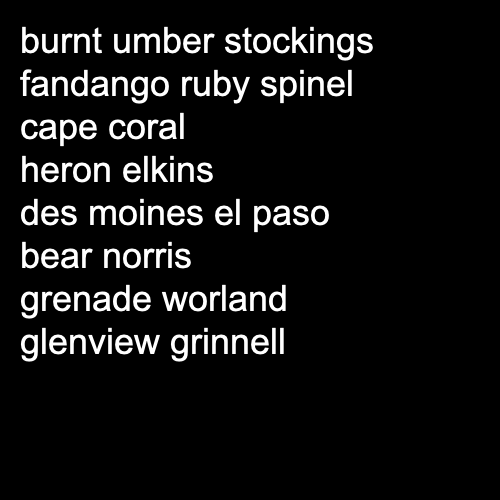 burnt umber stockings
fandango ruby spinel
cape coral
heron elkins
des moines el paso
bear norris
grenade worland
glenview grinnell